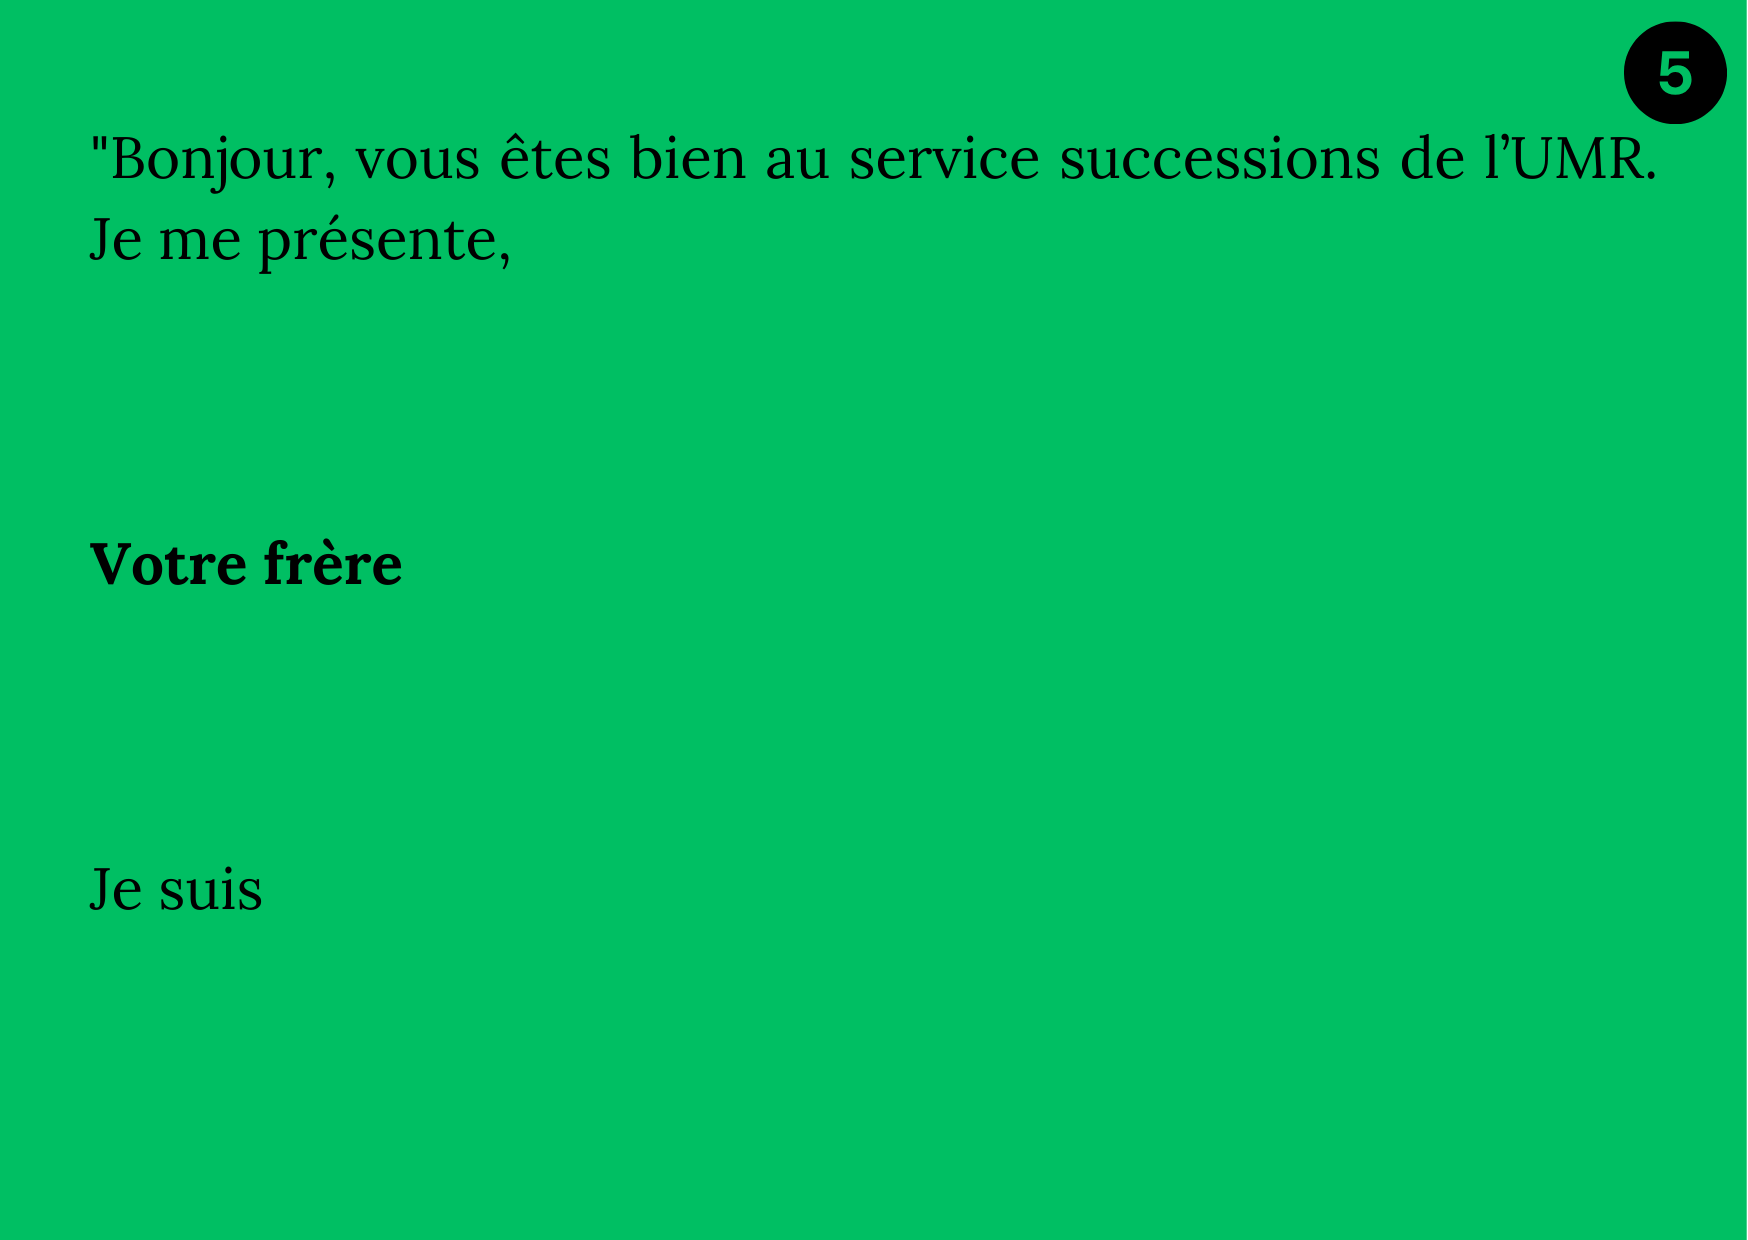 5
"Bonjour, vous êtes bien au service successions de l’UMR.
Je me présente,
Votre frère
Je suis